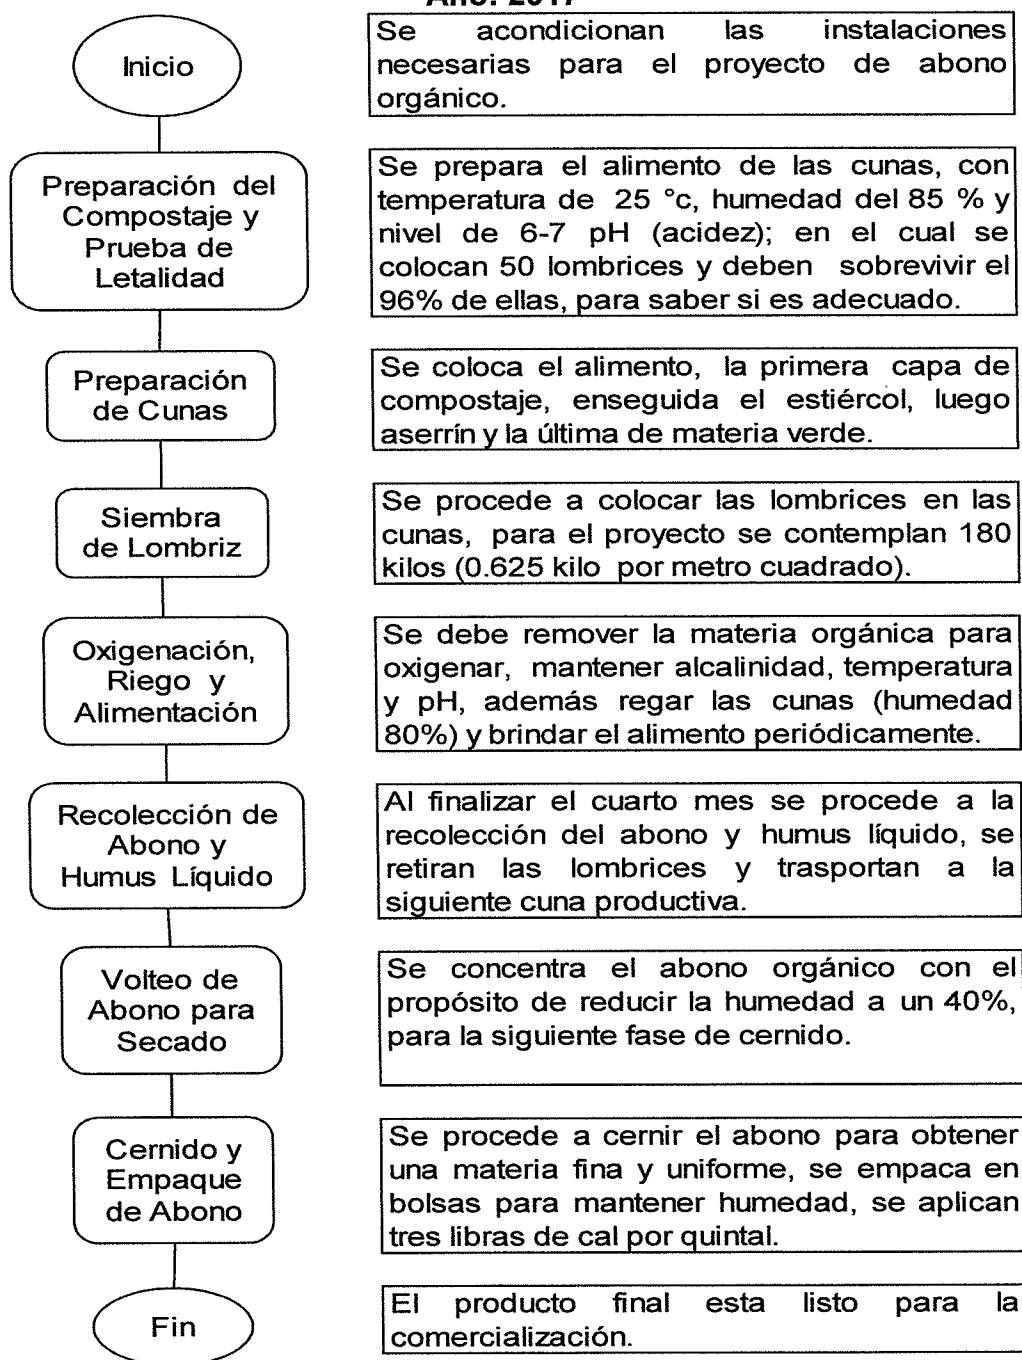 Año: 2017
Inicio
Se acondicionan las instalaciones
necesarias para el proyecto de abono
orgánico.
Preparación del
Compostaje y
Prueba de
Letalidad
Se prepara el alimento de las cunas, con
temperatura de 25 °c, humedad del 85 % y
nivel de 6-7 pH (acidez); en el cual se
colocan 50 lombrices y deben sobrevivir el
96% de ellas, para saber si es adecuado.
Preparación
de Cunas
Se coloca el alimento, la primera capa de
compostaje, enseguida el estiércol, luego
aserrín y la última de materia verde.
Siembra
de Lombriz
Se procede a colocar las lombrices en las
cunas, para el proyecto se contemplan 180
kilos (0.625 kilo por metro cuadrado).
Oxigenación,
Riego y
Alimentación
Se debe remover la materia orgánica para
oxigenar, mantener alcalinidad, temperatura
y pH, además regar las cunas (humedad
80%) y brindar el alimento periódicamente.
Recolección de
Abono y
Humus Líquido
Al finalizar el cuarto mes se procede a la
recolección del abono y humus líquido, se
retiran las lombrices y trasportan a la
siguiente cuna productiva.
Volteo de
Abono para
Secado
Se concentra el abono orgánico con el
propósito de reducir la humedad a un 40%,
para la siguiente fase de cernido.
Cernido y
Empaque
de Abono
Se procede a cernir el abono para obtener
una materia fina y uniforme, se empaca en
bolsas para mantener humedad, se aplican
tres libras de cal por quintal.
Fin
El producto final esta listo para la
comercialización.